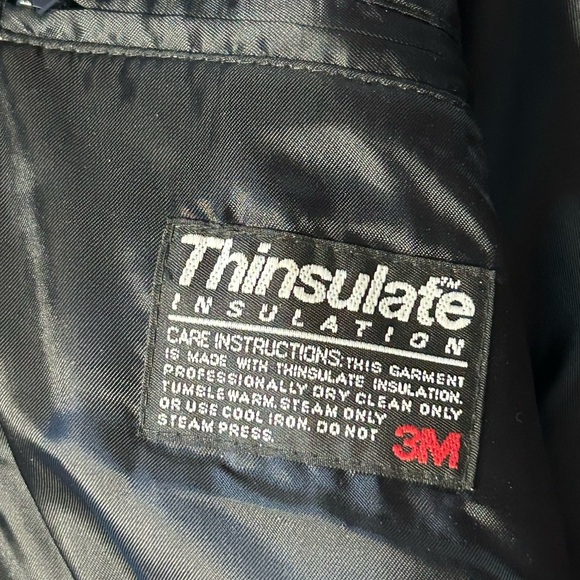 Thinsulate™
INSULATION
CARE INSTRUCTIONS: THIS GARMENT
IS MADE WITH THINSULATE INSULATION.
PROFESSIONALLY DRY CLEAN ONLY
TUMBLE WARM. STEAM ONLY
OR USE COOL IRON. DO NOT
STEAM PRESS.
3M